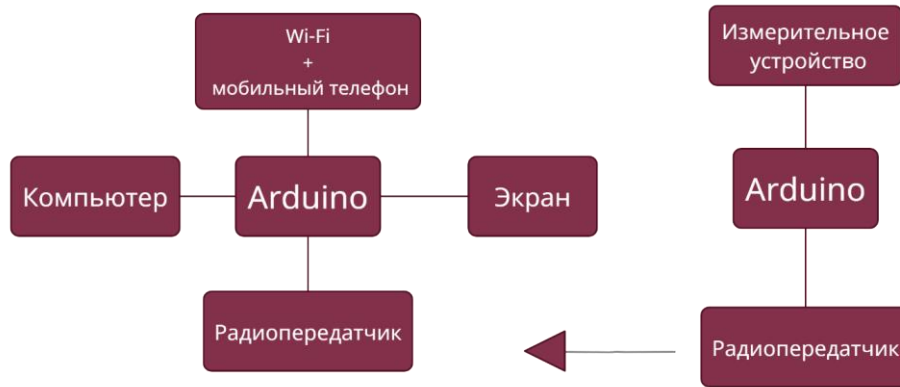 Wi-Fi
+
мобильный телефон
Компьютер
Arduino
Экран
Радиопередатчик
Измерительное
устройство
Arduino
Радиопередатчик